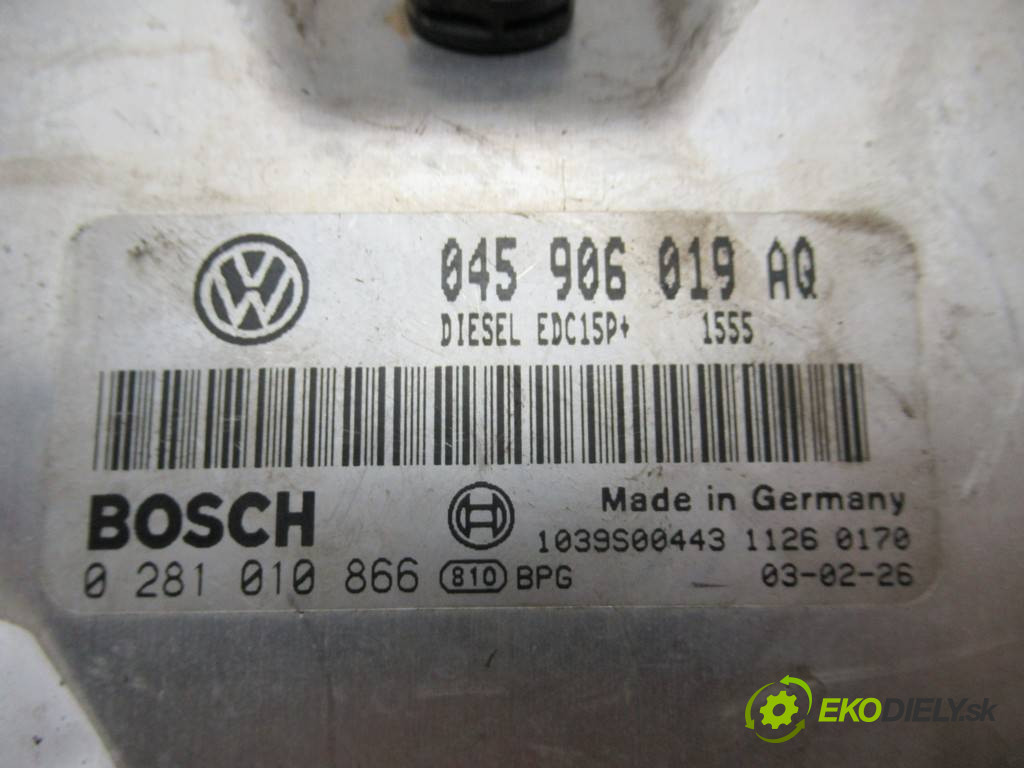 VW
045 906 019 AQ
DIESEL EDC15P+ 1555
BOSCH
Made in Germany
1039S00443 1126 0170
0 281 010 866 810 BPG 03-02-26
EKODIELY.sk